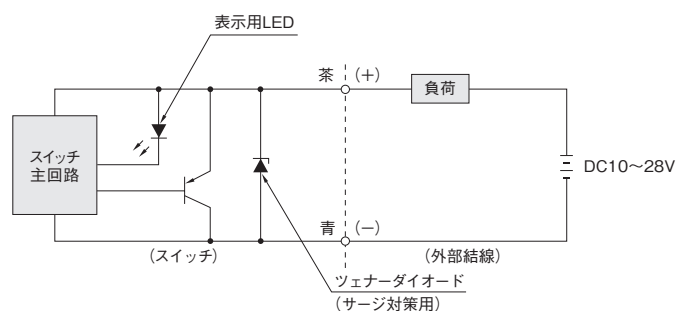 表示用LED
茶 (+)
負荷
スイッチ
主回路
DC10〜28V
青 (−)
(スイッチ)
(外部結線)
ツェナーダイオード
(サージ対策用)